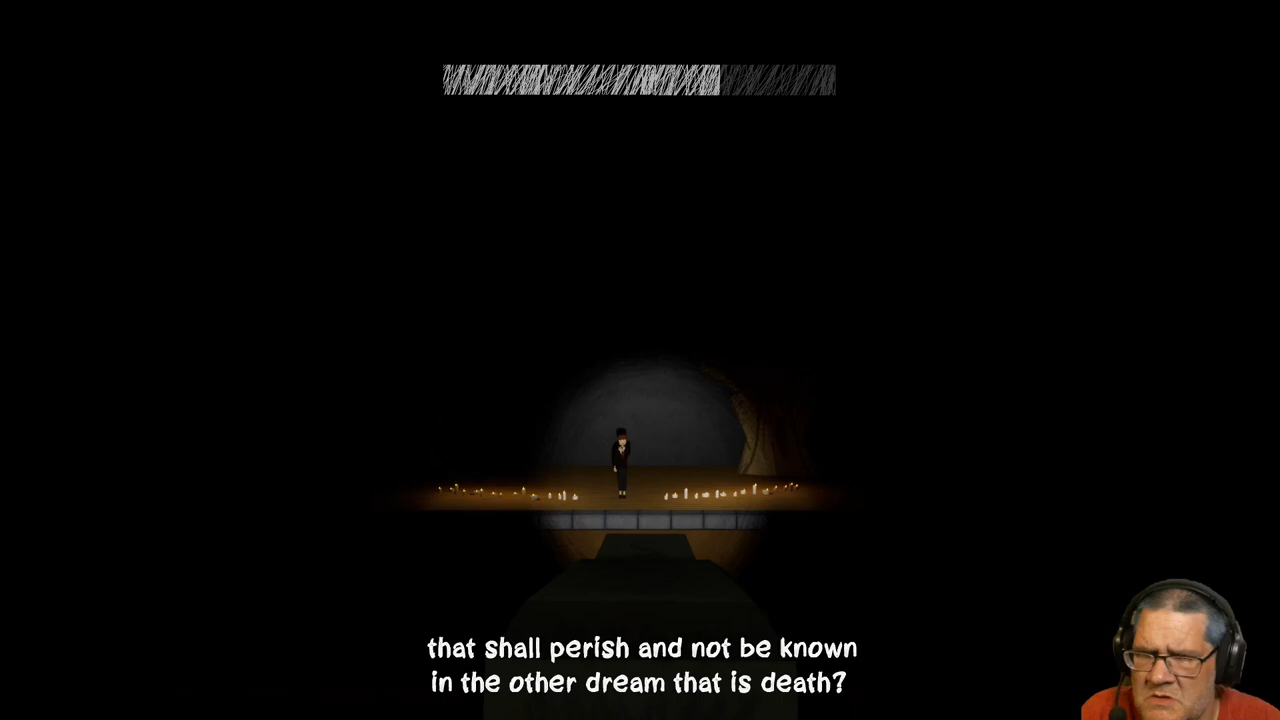 that shall perish and not be known
in the other dream that is death?